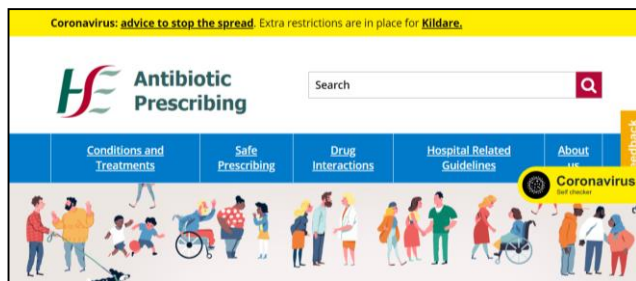 Coronavirus: advice to stop the spread. Extra restrictions are in place for Kildare.
HSE
Antibiotic
Prescribing
Search
Conditions and
Treatments
Safe
Prescribing
Drug
Interactions
Hospital Related
Guidelines
About
us
Coronavirus
Self checker